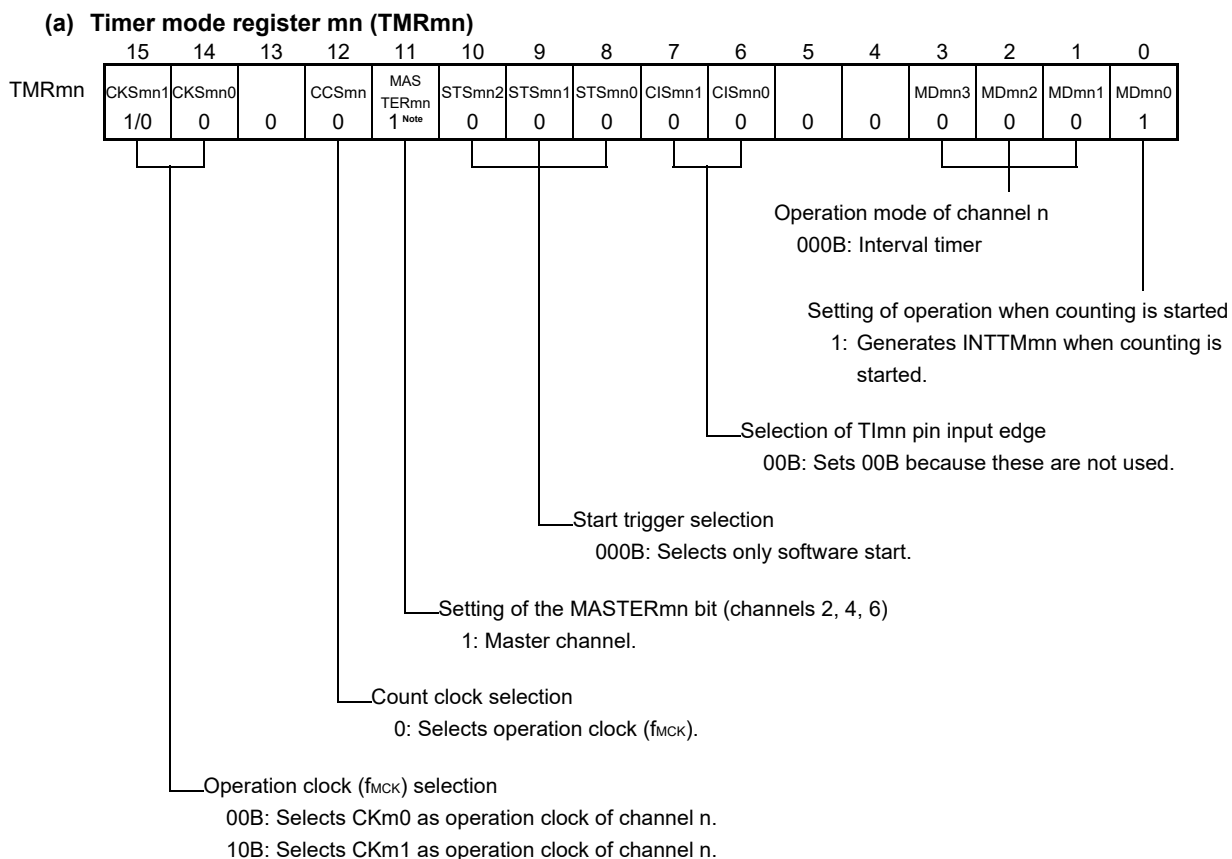 (a) Timer mode register mn (TMRmn)
15 14 13 12 11 10 9 8 7 6 5 4 3 2 1 0
TMRmn CKSmn1 CKSmn0 CCSmn MAS TERmn STSmn2 STSmn1 STSmn0 CISmn1 CISmn0 MDmn3 MDmn2 MDmn1 MDmn0
1/0 0 0 0 1 Note 0 0 0 0 0 0 0 0 0 0 1
Operation mode of channel n
000B: Interval timer
Setting of operation when counting is started
1: Generates INTTMmn when counting is
started.
Selection of TImn pin input edge
00B: Sets 00B because these are not used.
Start trigger selection
000B: Selects only software start.
Setting of the MASTERmn bit (channels 2, 4, 6)
1: Master channel.
Count clock selection
0: Selects operation clock (fMCK).
Operation clock (fMCK) selection
00B: Selects CKm0 as operation clock of channel n.
10B: Selects CKm1 as operation clock of channel n.